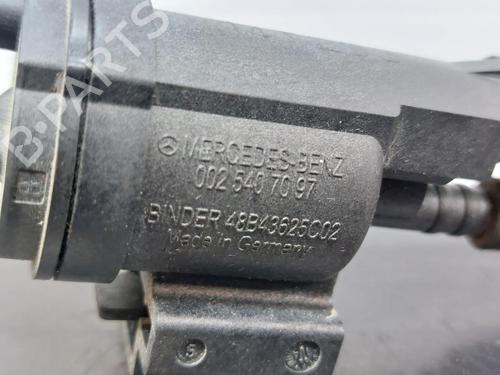 MERCEDES-BENZ
002 540 70 97
BINDER 48B43625C02
Made in Germany
B-PARTS